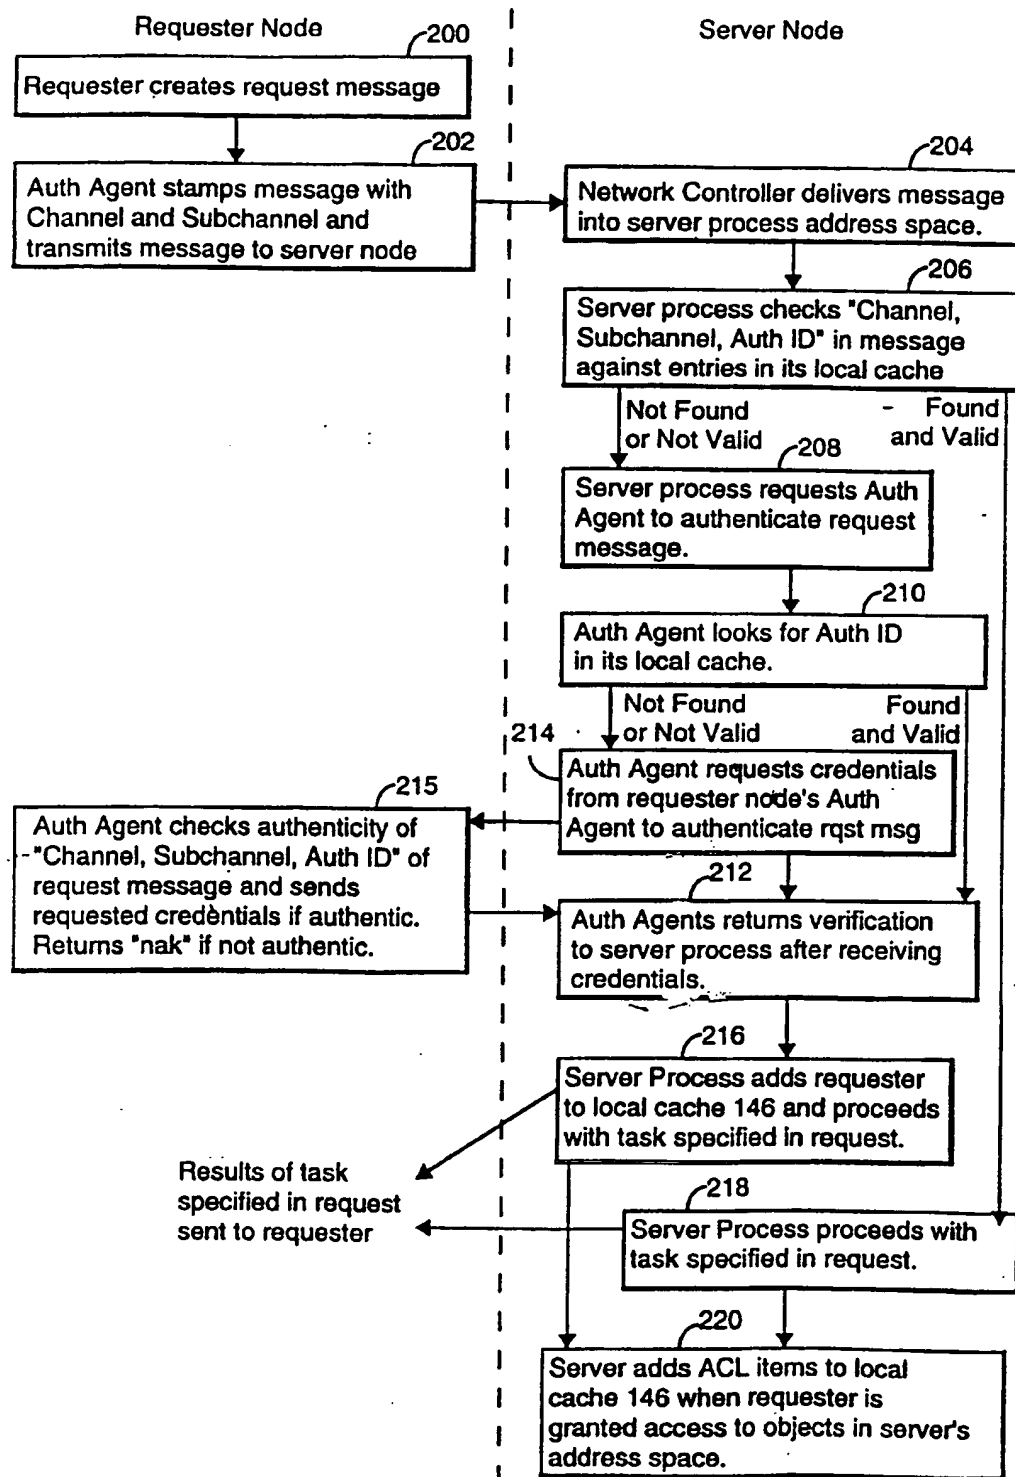 Requester Node
Server Node
200
Requester creates request message
202
Auth Agent stamps message with
Channel and Subchannel and
transmits message to server node
204
Network Controller delivers message
into server process address space.
206
Server process checks "Channel,
Subchannel, Auth ID" in message
against entries in its local cache
Not Found
or Not Valid
Found
and Valid
208
Server process requests Auth
Agent to authenticate request
message.
210
Auth Agent looks for Auth ID
in its local cache.
Not Found
or Not Valid
Found
and Valid
214
Auth Agent requests credentials
from requester node's Auth
Agent to authenticate rqst msg
215
Auth Agent checks authenticity of
"Channel, Subchannel, Auth ID" of
request message and sends
requested credentials if authentic.
Returns "nak" if not authentic.
212
Auth Agents returns verification
to server process after receiving
credentials.
216
Server Process adds requester
to local cache 146 and proceeds
with task specified in request.
Results of task
specified in request
sent to requester
218
Server Process proceeds with
task specified in request.
220
Server adds ACL items to local
cache 146 when requester is
granted access to objects in server's
address space.